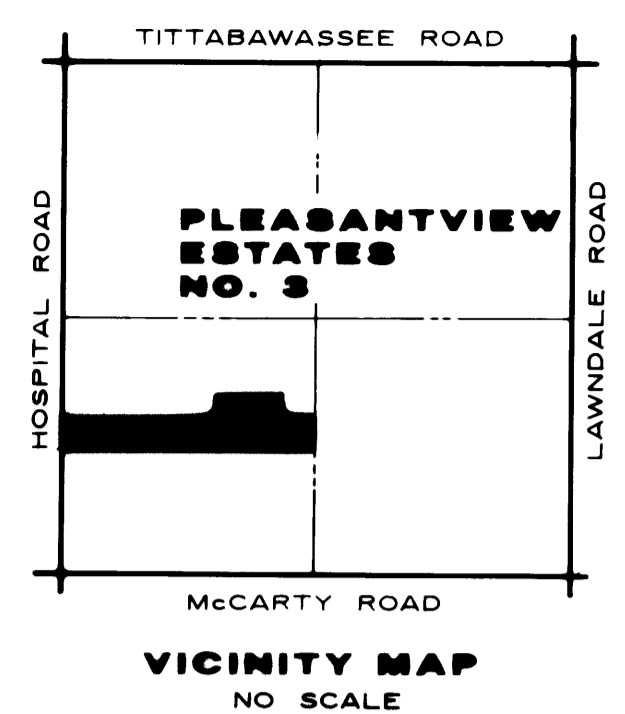 TITTABAWASSEE ROAD
HOSPITAL ROAD
PLEASANTVIEW
ESTATES
NO. 3
LAWNDALE ROAD
McCARTY ROAD
VICINITY MAP
NO SCALE